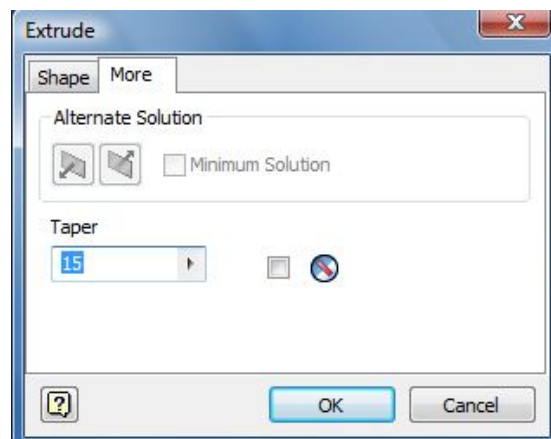 Extrude
Shape More
Alternate Solution
Minimum Solution
Taper
15
OK Cancel